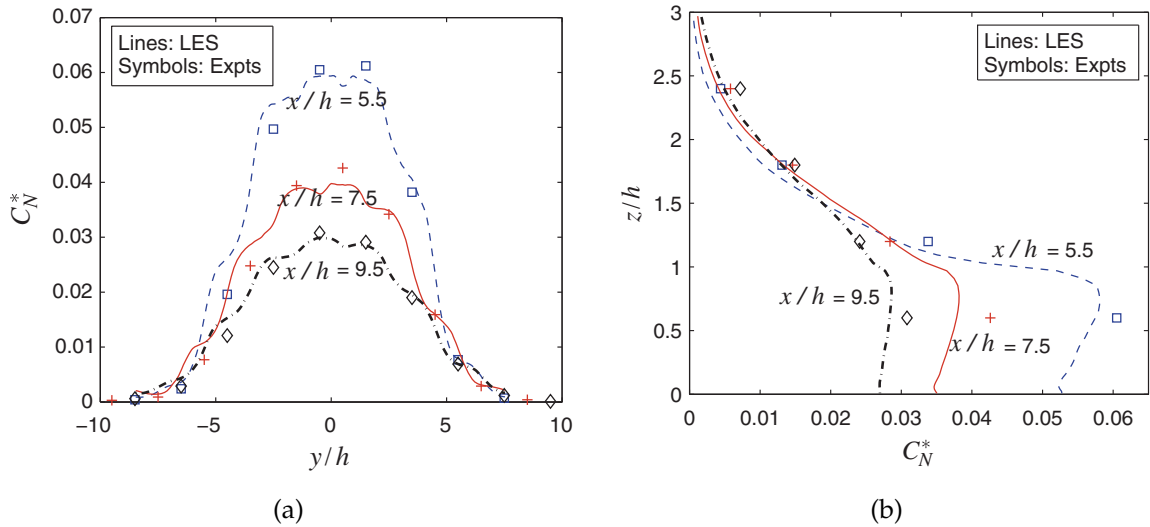 0.07
0.06
0.05
0.04
0.03
0.02
0.01
0
−10
−5
0
5
10
C*N
y/h
Lines: LES
Symbols: Expts
x/h = 5.5
x/h = 7.5
x/h = 9.5
(a)
3
2.5
2
1.5
1
0.5
0
0.01
0.02
0.03
0.04
0.05
0.06
z/h
C*N
Lines: LES
Symbols: Expts
x/h = 5.5
x/h = 9.5
x/h = 7.5
(b)